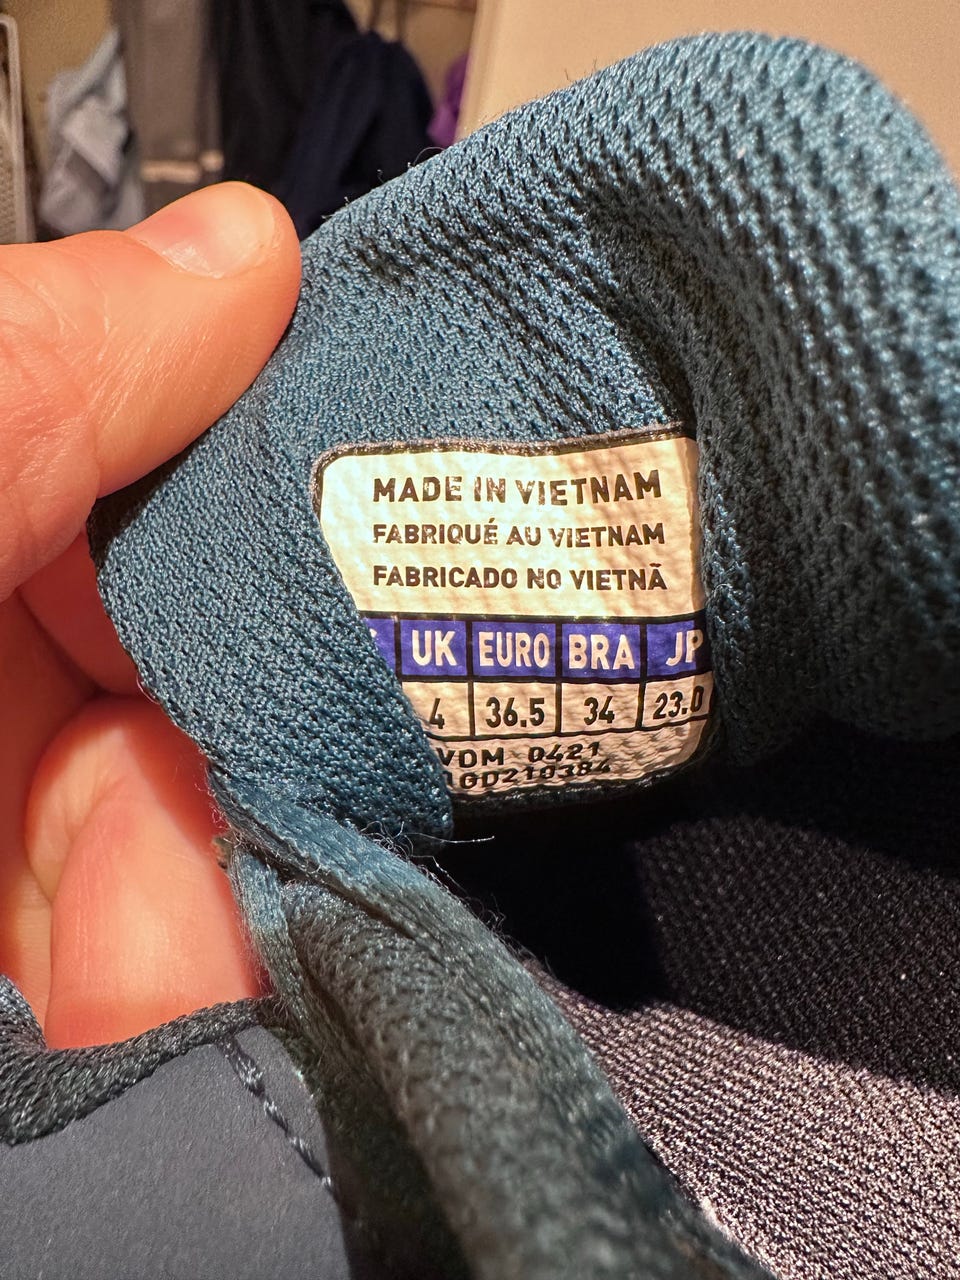 MADE IN VIETNAM
FABRIQUÉ AU VIETNAM
FABRICADO NO VIETNÃ
UK EURO BRA JP
4 36.5 34 23.0
VDM 0421